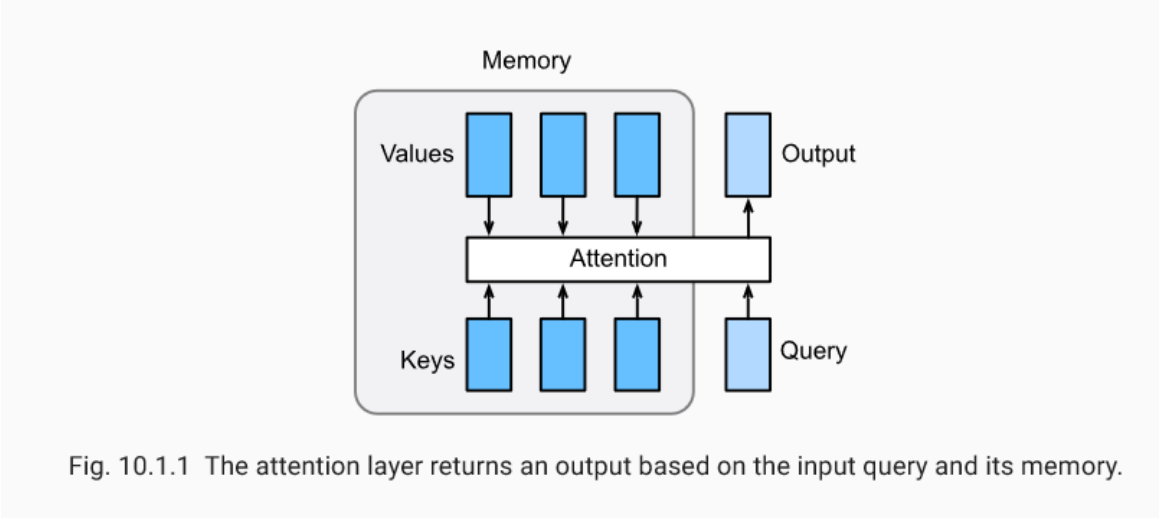 Memory
Values
Output
Attention
Keys
Query
Fig. 10.1.1 The attention layer returns an output based on the input query and its memory.